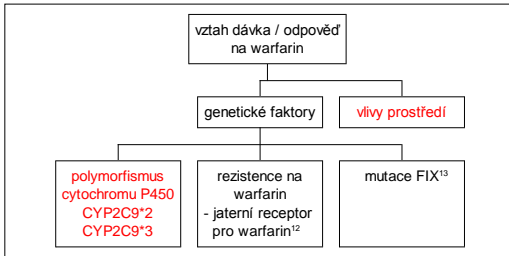 vztah dávka / odpověď
na warfarin
genetické faktory
vlivy prostředí
polymorfismus
cytochromu P450
CYP2C9*2
CYP2C9*3
rezistence na
warfarin
- jaterní receptor
pro warfarin¹²
mutace FIX¹³